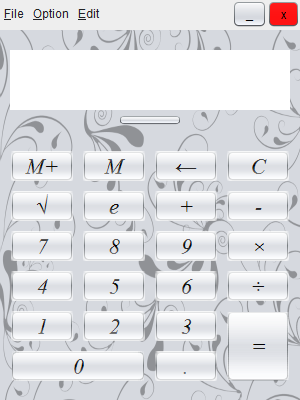 File Option Edit _ x
M+ M ← C
√ e + -
7 8 9 ×
4 5 6 ÷
1 2 3 =
0 .